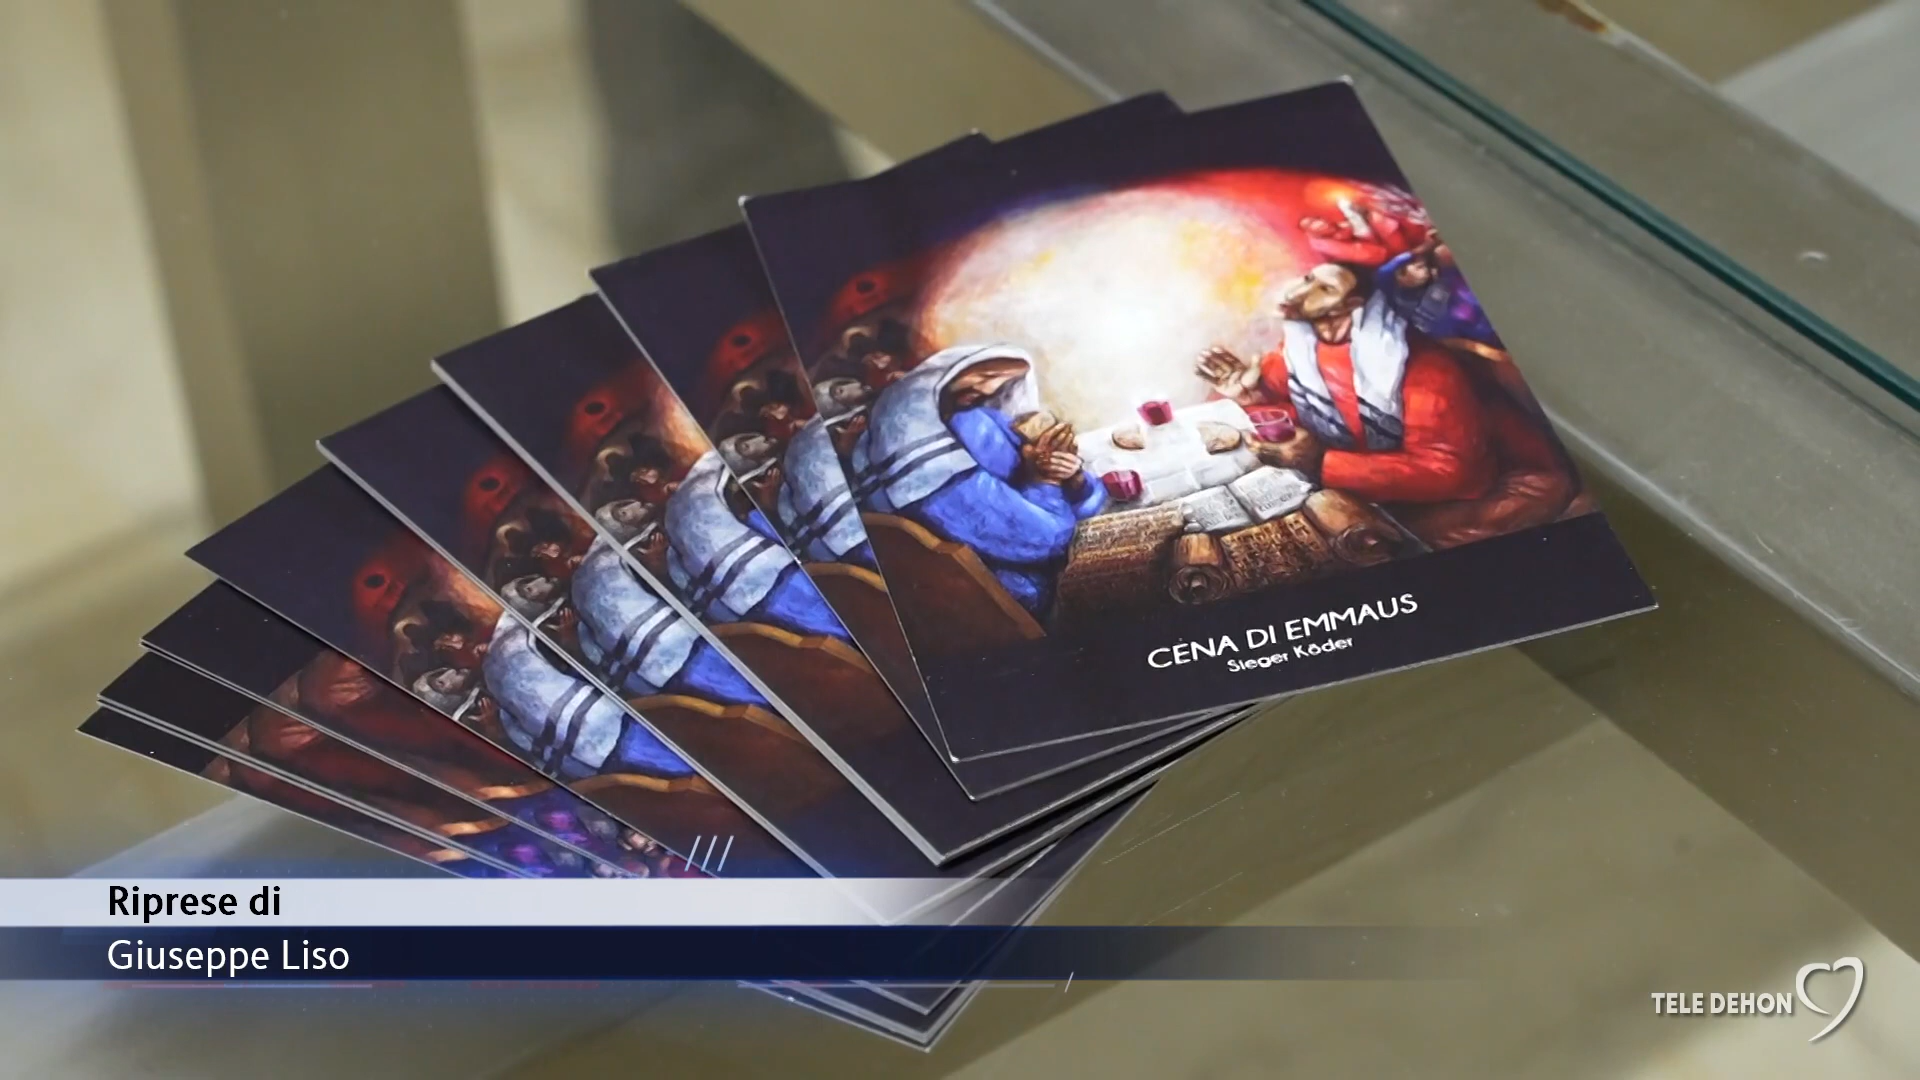 CENA DI EMMAUS
Sieger Köder
Riprese di
Giuseppe Liso
TELE DEHON